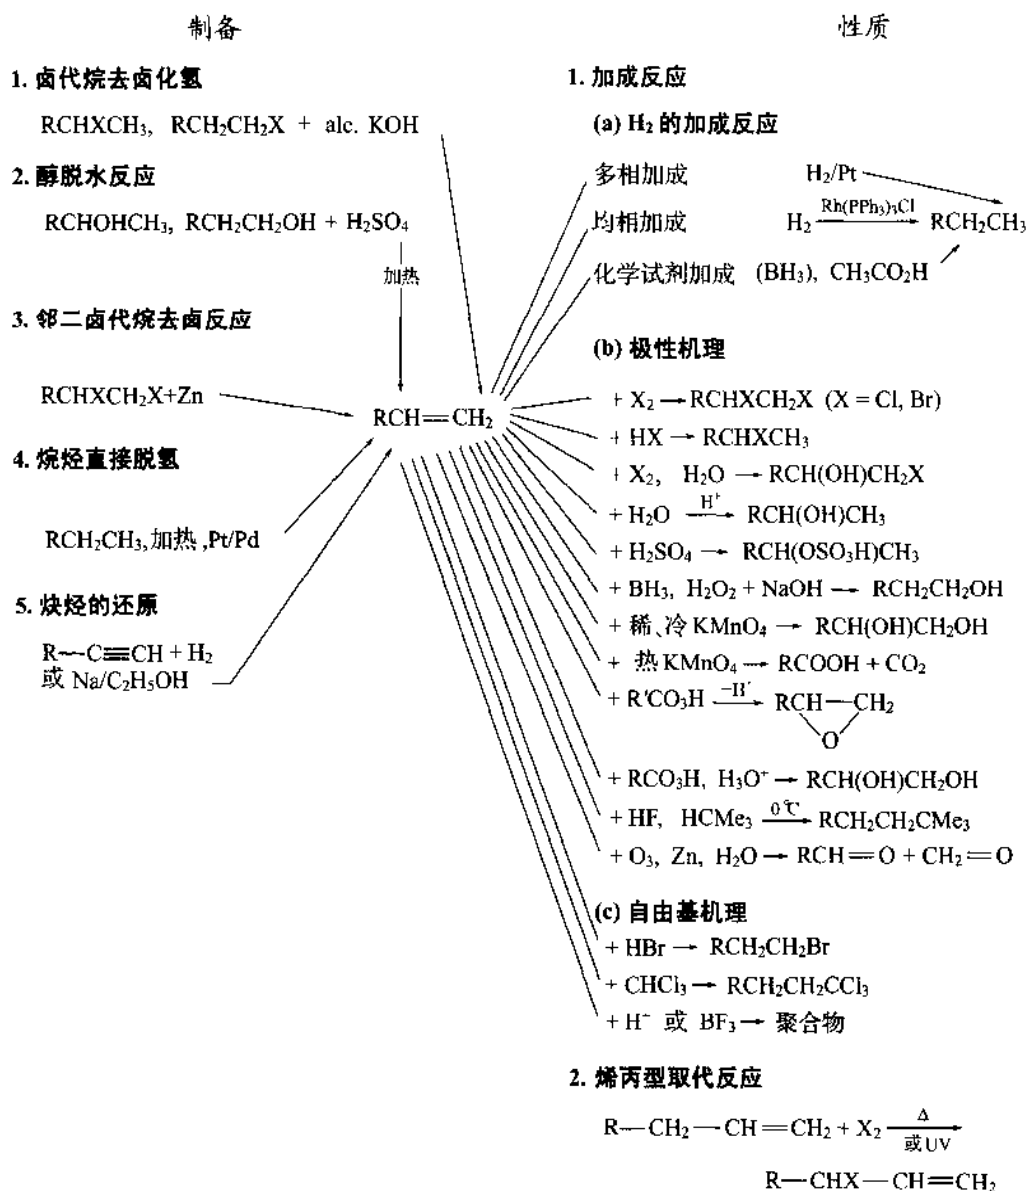 制备
1. 卤代烷去卤化氢
RCHXCH₃, RCH₂CH₂X + alc. KOH
2. 醇脱水反应
RCHOHCH₃, RCH₂CH₂OH + H₂SO₄
加热
3. 邻二卤代烷去卤反应
RCHXCH₂X+Zn
4. 烷烃直接脱氢
RCH₂CH₃,加热,Pt/Pd
5. 炔烃的还原
R—C≡CH + H₂
或 Na/C₂H₅OH
RCH=CH₂
性质
1. 加成反应
(a) H₂ 的加成反应
多相加成 H₂/Pt
均相加成 H₂ Rh(PPh₃)₃Cl→ RCH₂CH₃
化学试剂加成 (BH₃), CH₃CO₂H
(b) 极性机理
+ X₂ → RCHXCH₂X (X = Cl, Br)
+ HX → RCHXCH₃
+ X₂, H₂O → RCH(OH)CH₂X
+ H₂O H⁺→ RCH(OH)CH₃
+ H₂SO₄ → RCH(OSO₃H)CH₃
+ BH₃, H₂O₂ + NaOH → RCH₂CH₂OH
+ 稀、冷 KMnO₄ → RCH(OH)CH₂OH
+ 热 KMnO₄ → RCOOH + CO₂
+ R'CO₃H → RCH—CH₂
O
+ RCO₃H, H₃O⁺ → RCH(OH)CH₂OH
+ HF, HCMe₃ 0℃→ RCH₂CH₂CMe₃
+ O₃, Zn, H₂O → RCH=O + CH₂=O
(c) 自由基机理
+ HBr → RCH₂CH₂Br
+ CHCl₃ → RCH₂CH₂CCl₃
+ H⁺ 或 BF₃ → 聚合物
2. 烯丙型取代反应
R—CH₂—CH=CH₂ + X₂ Δ→
或UV
R—CHX—CH=CH₂